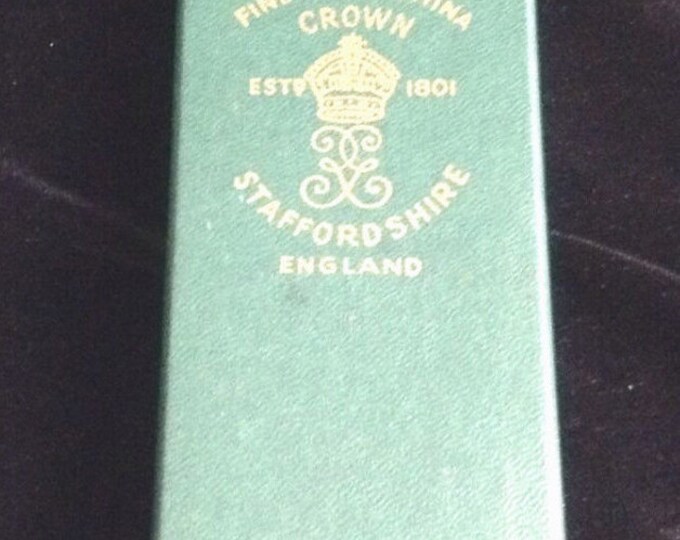 CROWN
ESTD 1801
STAFFORDSHIRE
ENGLAND